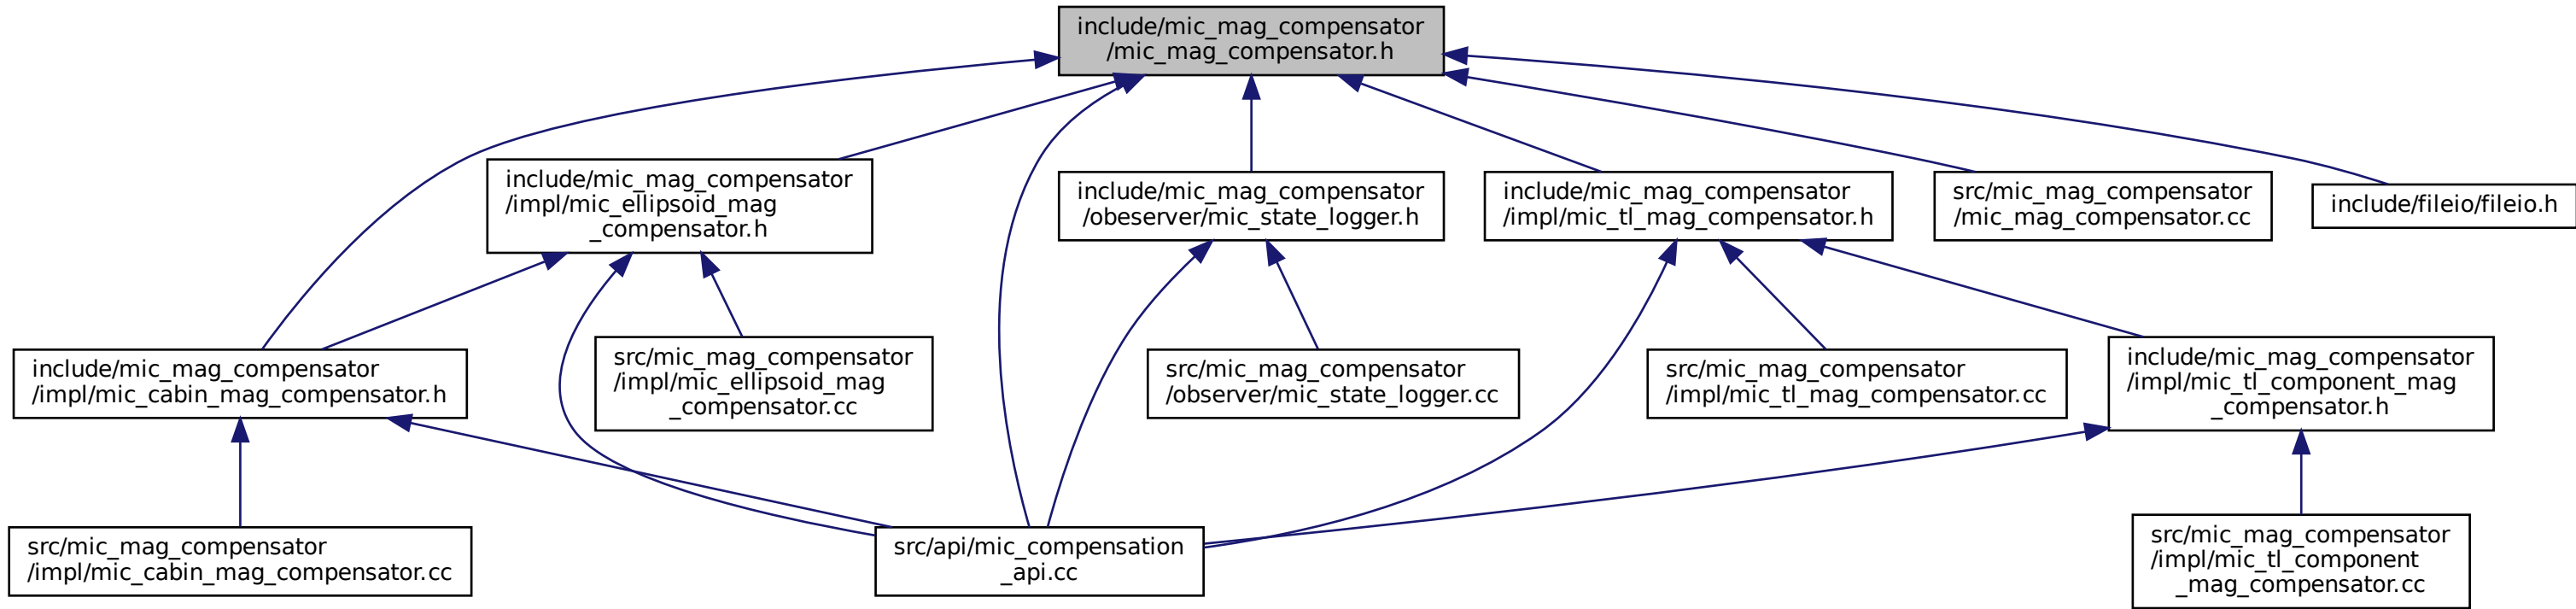 include/mic_mag_compensator
/mic_mag_compensator.h
include/mic_mag_compensator
/impl/mic_ellipsoid_mag
_compensator.h
include/mic_mag_compensator
/obeserver/mic_state_logger.h
include/mic_mag_compensator
/impl/mic_tl_mag_compensator.h
src/mic_mag_compensator
/mic_mag_compensator.cc
include/fileio/fileio.h
include/mic_mag_compensator
/impl/mic_cabin_mag_compensator.h
src/mic_mag_compensator
/impl/mic_ellipsoid_mag
_compensator.cc
src/mic_mag_compensator
/observer/mic_state_logger.cc
src/mic_mag_compensator
/impl/mic_tl_mag_compensator.cc
include/mic_mag_compensator
/impl/mic_tl_component_mag
_compensator.h
src/mic_mag_compensator
/impl/mic_cabin_mag_compensator.cc
src/api/mic_compensation
_api.cc
src/mic_mag_compensator
/impl/mic_tl_component
_mag_compensator.cc